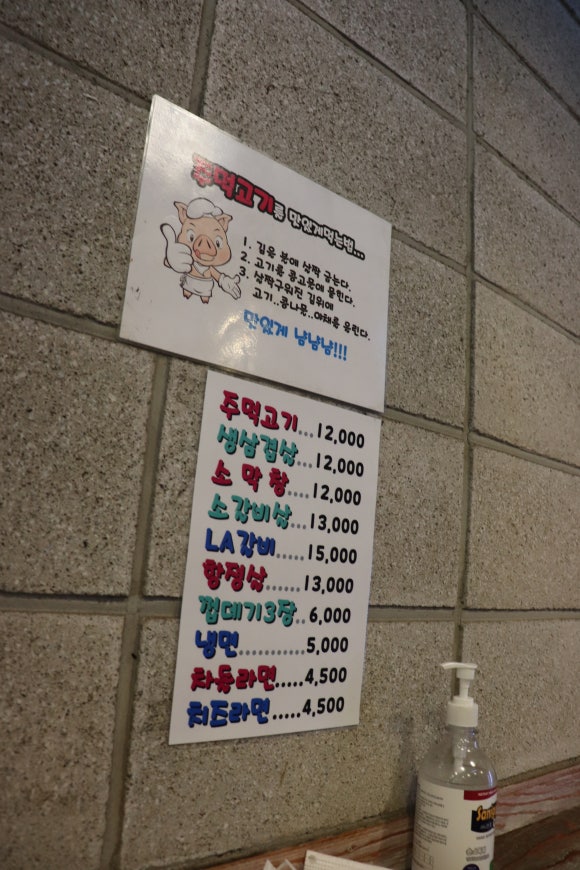 주먹고기를 맛있게먹는법...
1. 김을 불에 살짝 굽는다.
2. 고기를 콩고물에 묻힌다.
3. 살짝구워진 김위에
고기..콩나물..야채를 올린다.
맛있게 냠냠냠!!!
주먹고기...12,000
생삼겹살...12,000
소 막 창....12,000
소갈비살...13,000
LA갈비......15,000
항정살.......13,000
껍데기3장..6,000
냉면............5,000
차돌라면.....4,500
치즈라면.....4,500